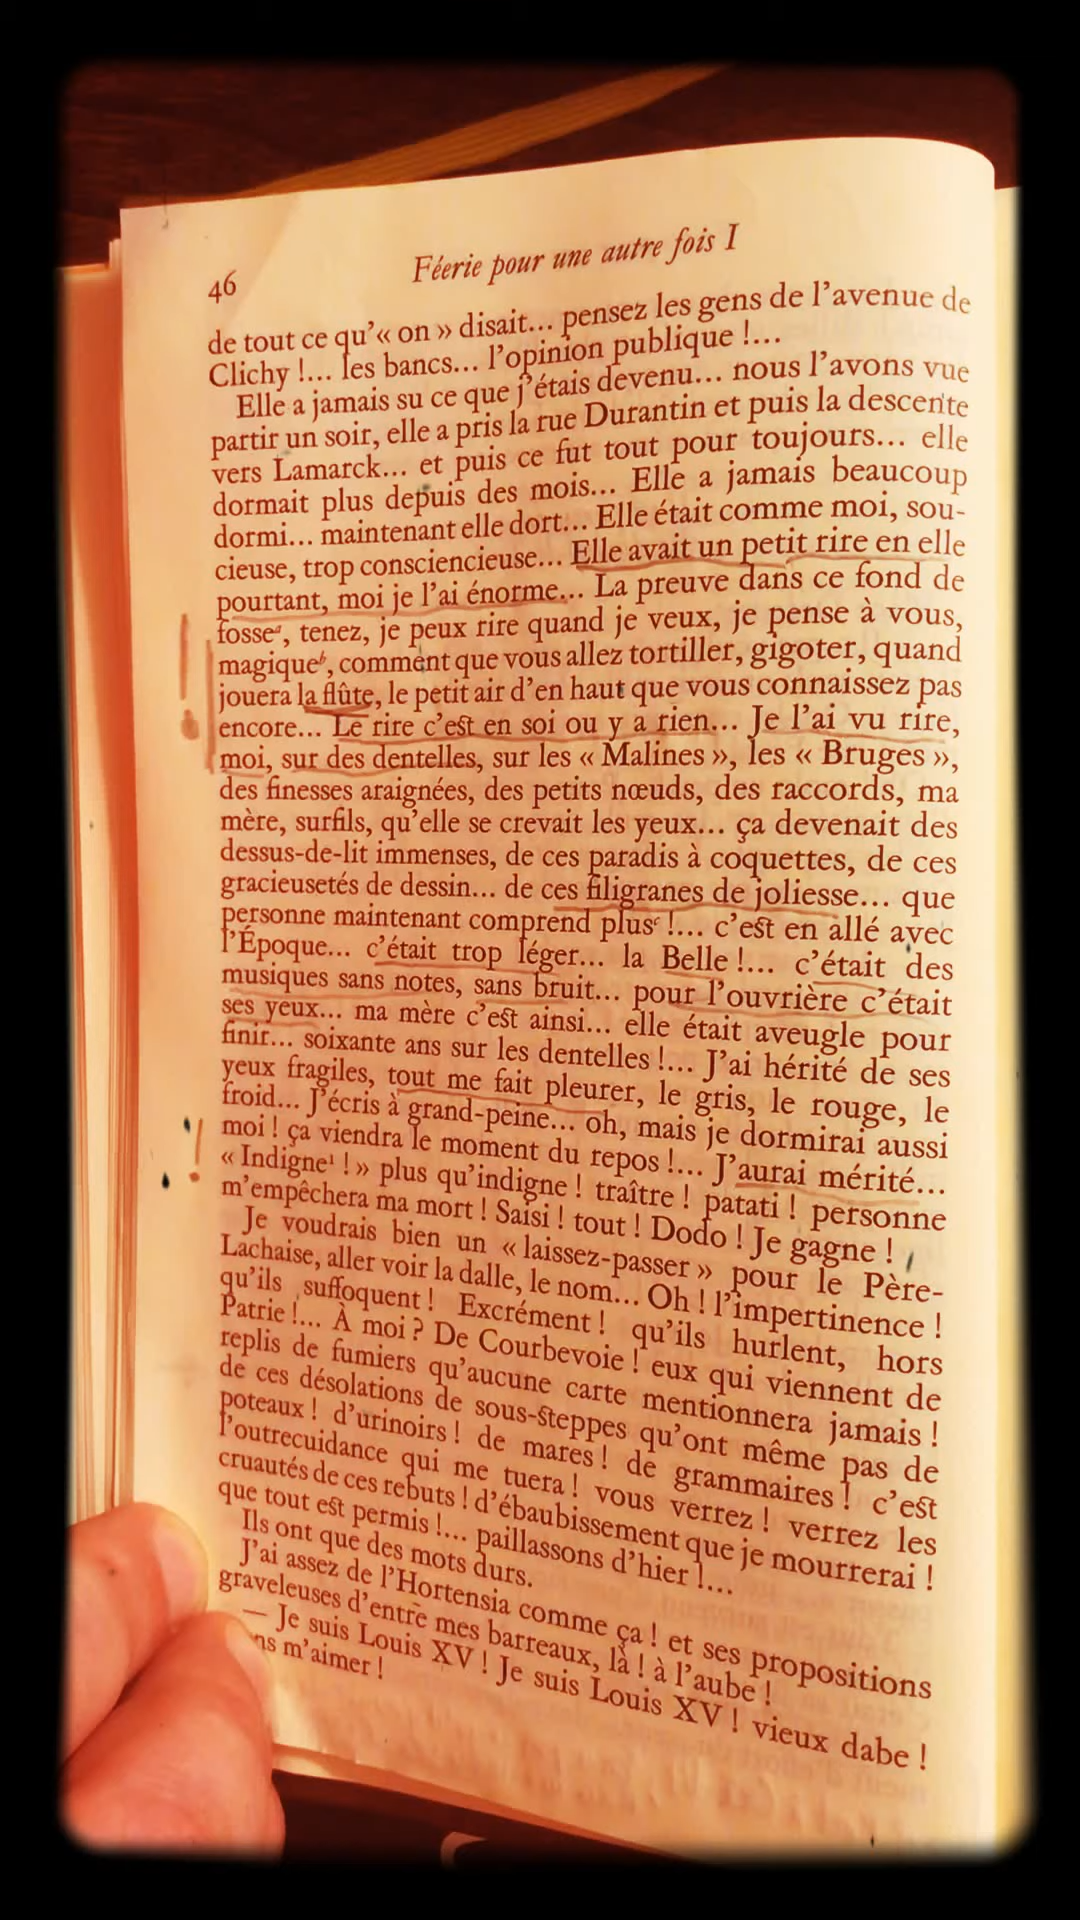 46
Féerie pour une autre fois I
de tout ce qu'« on » disait... pensez les gens de l'avenue de
Clichy !... les bancs... l'opinion publique !...
Elle a jamais su ce que j'étais devenu... nous l'avons vue
partir un soir, elle a pris la rue Durantin et puis la descente
vers Lamarck... et puis ce fut tout pour toujours... elle
dormait plus depuis des mois... Elle a jamais beaucoup
dormi... maintenant elle dort... Elle était comme moi, sou-
cieuse, trop consciencieuse... Elle avait un petit rire en elle
pourtant, moi je l'ai énorme... La preuve dans ce fond de
fosseᵃ, tenez, je peux rire quand je veux, je pense à vous,
magiqueᵇ, comment que vous allez tortiller, gigoter, quand
jouera la flûte, le petit air d'en haut que vous connaissez pas
encore... Le rire c'est en soi ou y a rien... Je l'ai vu rire,
moi, sur des dentelles, sur les « Malines », les « Bruges »,
des finesses araignées, des petits nœuds, des raccords, ma
mère, surfils, qu'elle se crevait les yeux... ça devenait des
dessus-de-lit immenses, de ces paradis à coquettes, de ces
gracieusetés de dessin... de ces filigranes de joliesse... que
personne maintenant comprend plusᶜ !... c'est en allé avec
l'Époque... c'était trop léger... la Belle !... c'était des
musiques sans notes, sans bruit... pour l'ouvrière c'était
ses yeux... ma mère c'est ainsi... elle était aveugle pour
finir... soixante ans sur les dentelles !... J'ai hérité de ses
yeux fragiles, tout me fait pleurer, le gris, le rouge, le
froid... J'écris à grand-peine... oh, mais je dormirai aussi
moi ! ça viendra le moment du repos !... J'aurai mérité...
« Indigne¹ ! » plus qu'indigne ! traître ! patati ! personne
m'empêchera ma mort ! Saisi ! tout ! Dodo ! Je gagne !
Je voudrais bien un « laissez-passer » pour le Père-
Lachaise, aller voir la dalle, le nom... Oh ! l'impertinence !
qu'ils suffoquent ! Excrément ! qu'ils hurlent, hors
Patrie !... À moi ? De Courbevoie ! eux qui viennent de
replis de fumiers qu'aucune carte mentionnera jamais !
de ces désolations de sous-steppes qu'ont même pas de
poteaux ! d'urinoirs ! de mares ! de grammaires ! c'est
l'outrecuidance qui me tuera ! vous verrez ! verrez les
cruautés de ces rebuts ! d'ébaubissement que je mourrerai !
que tout est permis !... paillassons d'hier !...
Ils ont que des mots durs.
J'ai assez de l'Hortensia comme ça ! et ses propositions
graveleuses d'entre mes barreaux, là ! à l'aube !
— Je suis Louis XV ! Je suis Louis XV ! vieux dabe !
ns m'aimer !